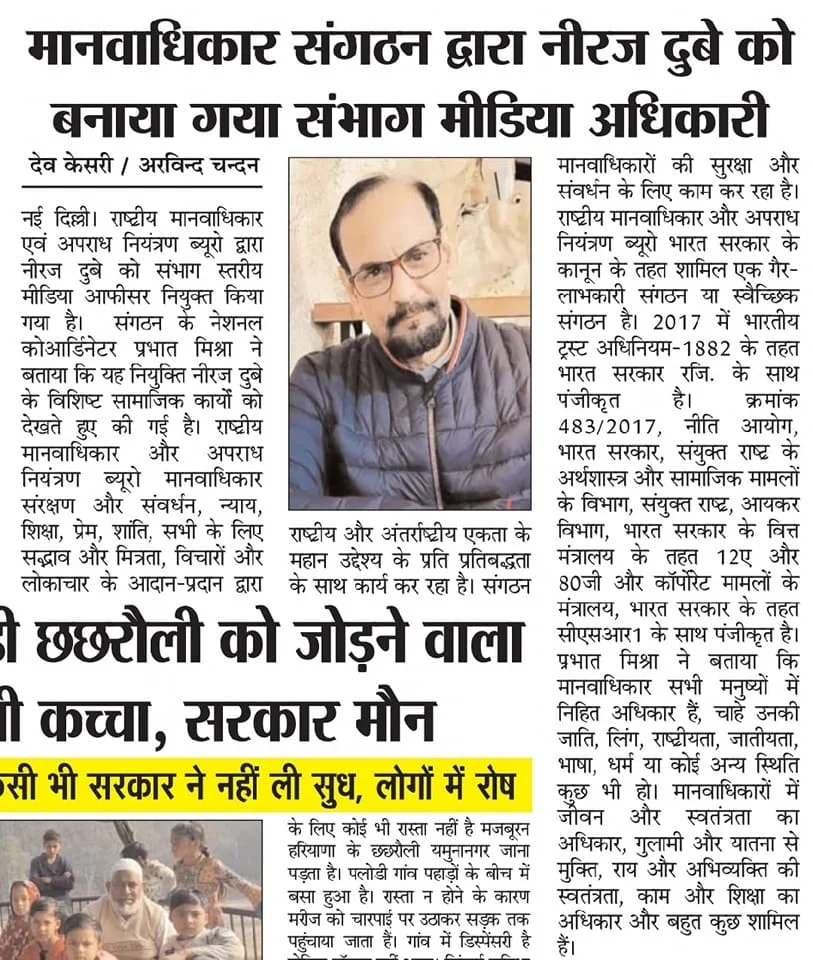 मानवाधिकार संगठन द्वारा नीरज दुबे को
बनाया गया संभाग मीडिया अधिकारी
देव केसरी / अरविन्द चन्दन
नई दिल्ली। राष्ट्रीय मानवाधिकार
एवं अपराध नियंत्रण ब्यूरो द्वारा
नीरज दुबे को संभाग स्तरीय
मीडिया आफीसर नियुक्त किया
गया है। संगठन के नेशनल
कोआर्डिनेटर प्रभात मिश्रा ने
बताया कि यह नियुक्ति नीरज दुबे
के विशिष्ट सामाजिक कार्यो को
देखते हुए की गई है। राष्ट्रीय
मानवाधिकार और अपराध
नियंत्रण ब्यूरो मानवाधिकार
संरक्षण और संवर्धन, न्याय,
शिक्षा, प्रेम, शांति, सभी के लिए
सद्भाव और मित्रता, विचारों और
लोकाचार के आदान-प्रदान द्वारा
राष्ट्रीय और अंतर्राष्ट्रीय एकता के
महान उद्देश्य के प्रति प्रतिबद्धता
के साथ कार्य कर रहा है। संगठन
मानवाधिकारों की सुरक्षा और
संवर्धन के लिए काम कर रहा है।
राष्ट्रीय मानवाधिकार और अपराध
नियंत्रण ब्यूरो भारत सरकार के
कानून के तहत शामिल एक गैर-
लाभकारी संगठन या स्वैच्छिक
संगठन है। 2017 में भारतीय
ट्रस्ट अधिनियम-1882 के तहत
भारत सरकार रजि. के साथ
पंजीकृत है। क्रमांक
483/2017, नीति आयोग,
भारत सरकार, संयुक्त राष्ट्र के
अर्थशास्त्र और सामाजिक मामलों
के विभाग, संयुक्त राष्ट्र, आयकर
विभाग, भारत सरकार के वित्त
मंत्रालय के तहत 12ए और
80जी और कॉर्पोरेट मामलों के
मंत्रालय, भारत सरकार के तहत
सीएसआर1 के साथ पंजीकृत है।
प्रभात मिश्रा ने बताया कि
मानवाधिकार सभी मनुष्यों में
निहित अधिकार हैं, चाहे उनकी
जाति, लिंग, राष्ट्रीयता, जातीयता,
भाषा, धर्म या कोई अन्य स्थिति
कुछ भी हो। मानवाधिकारों में
जीवन और स्वतंत्रता का
अधिकार, गुलामी और यातना से
मुक्ति, राय और अभिव्यक्ति की
स्वतंत्रता, काम और शिक्षा का
अधिकार और बहुत कुछ शामिल
हैं।
छछरौली को जोड़ने वाला
कच्चा, सरकार मौन
भी सरकार ने नहीं ली सुध, लोगों में रोष
के लिए कोई भी रास्ता नहीं है मजबूरन
हरियाणा के छछरौली यमुनानगर जाना
पड़ता है। पलोडी गांव पहाड़ों के बीच में
बसा हुआ है। रास्ता न होने के कारण
मरीज को चारपाई पर उठाकर सड़क तक
पहुंचाया जाता हैं। गांव में डिस्पेंसरी है